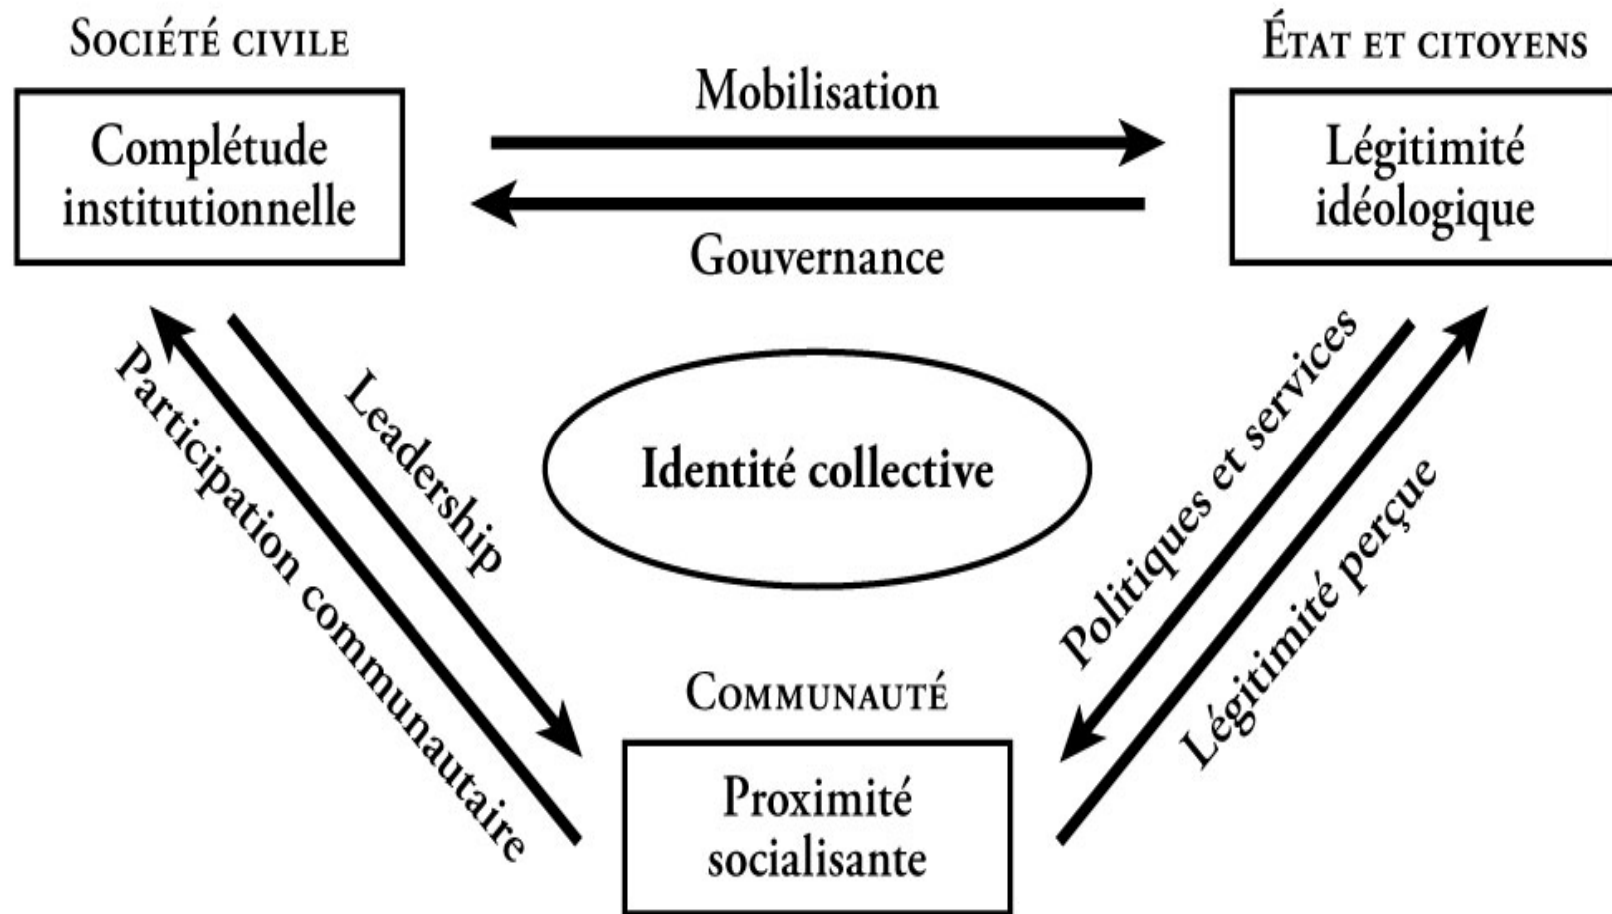 SOCIÉTÉ CIVILE
ÉTAT ET CITOYENS
Complétude
institutionnelle
Mobilisation
Gouvernance
Légitimité
idéologique
Participation communautaire
Leadership
Identité collective
Politiques et services
Légitimité perçue
COMMUNAUTÉ
Proximité
socialisante